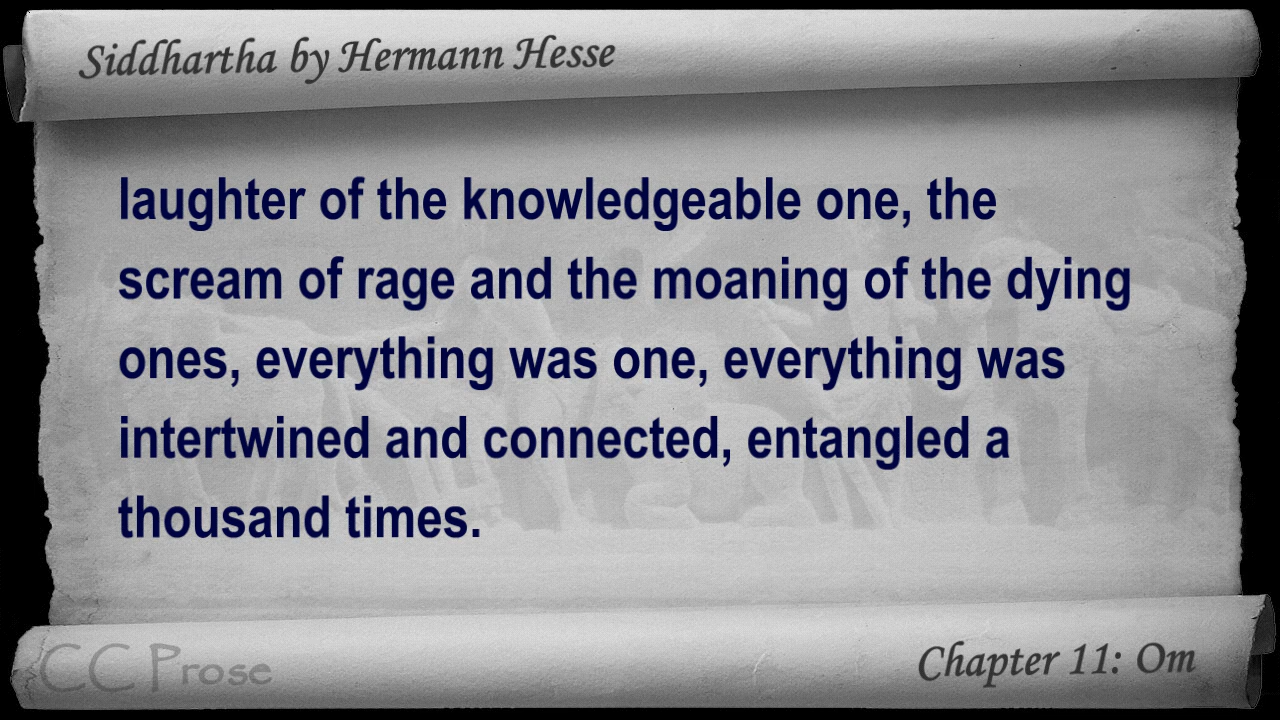 Siddhartha by Hermann Hesse
laughter of the knowledgeable one, the
scream of rage and the moaning of the dying
ones, everything was one, everything was
intertwined and connected, entangled a
thousand times.
CC Prose
Chapter 11: Om